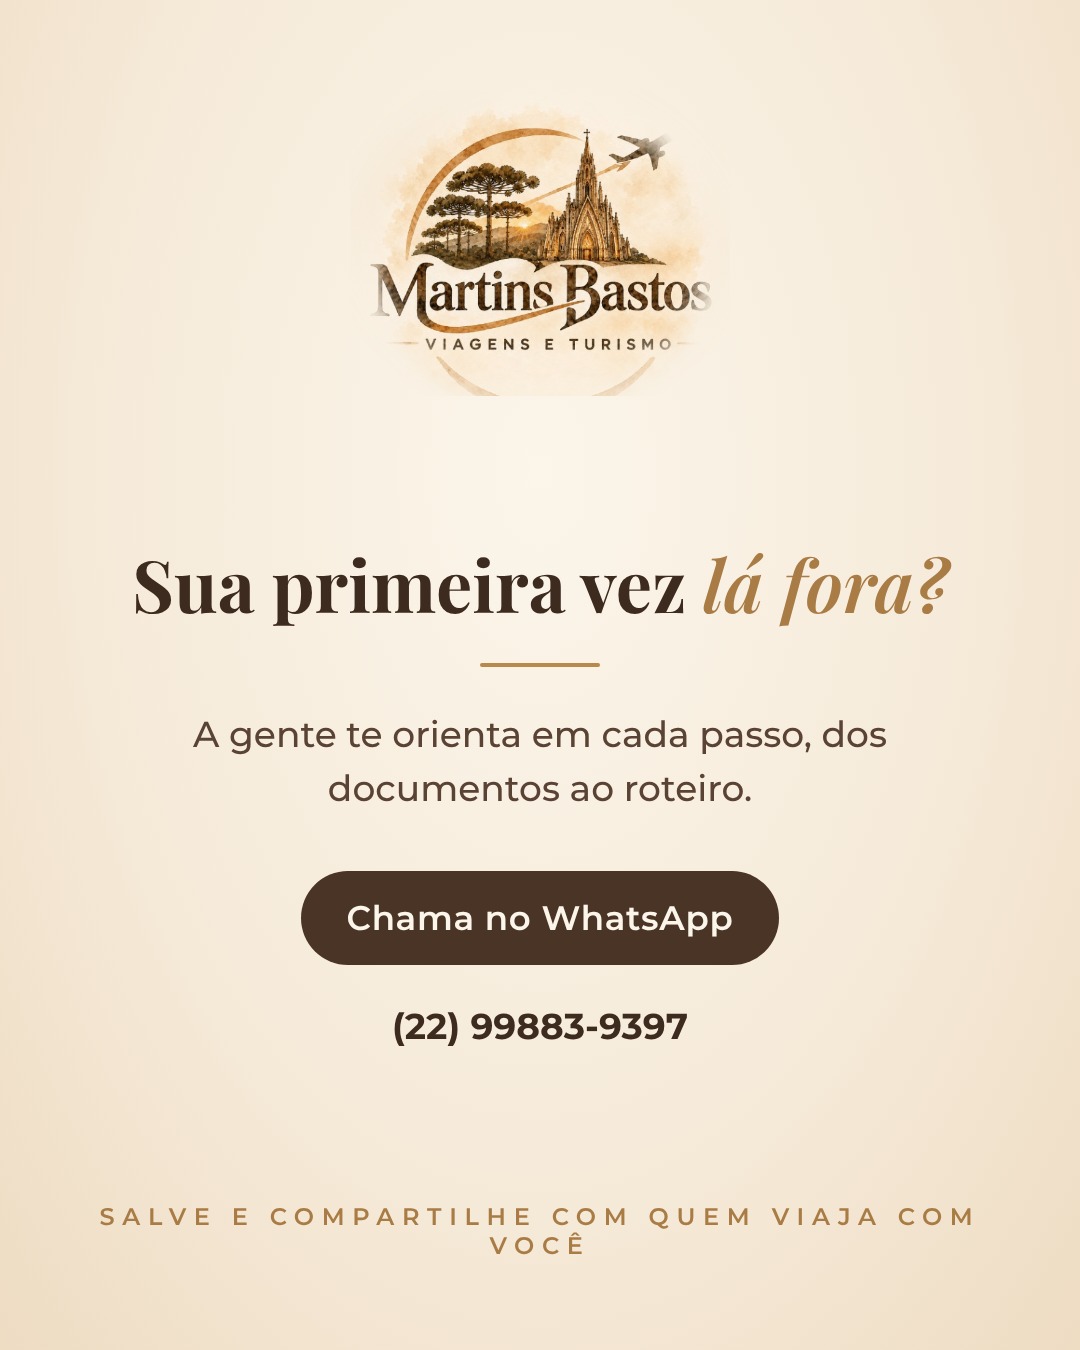 Martins Bastos
VIAGENS E TURISMO
Sua primeira vez lá fora?
A gente te orienta em cada passo, dos
documentos ao roteiro.
Chama no WhatsApp
(22) 99883-9397
SALVE E COMPARTILHE COM QUEM VIAJA COM
VOCÊ